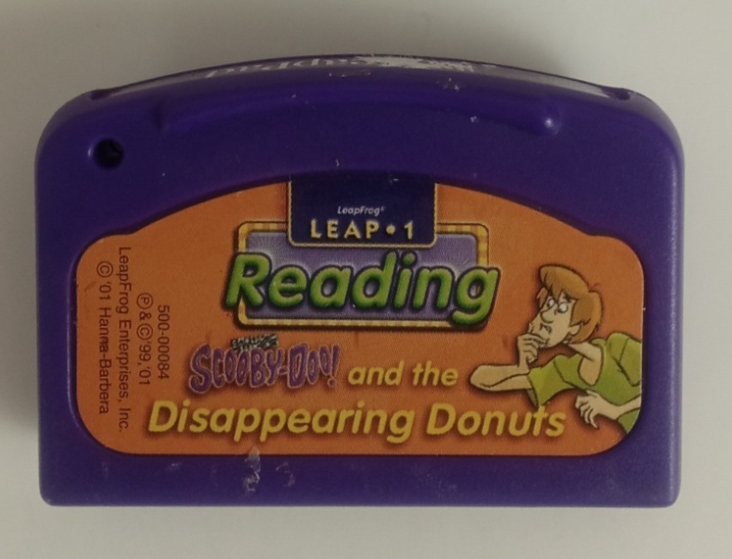 LeapFrog®
LEAP•1
Reading
SCOOBY-DOO! and the
Disappearing Donuts
500-00084
℗&©'99,'01
LeapFrog Enterprises, Inc.
©'01 Hanna-Barbera